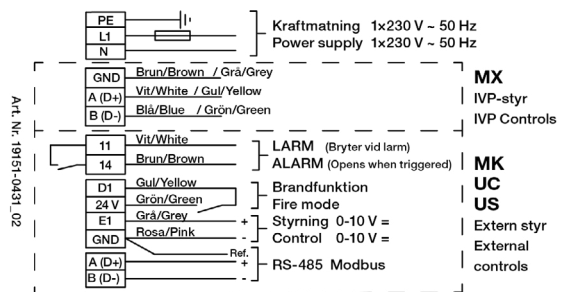 PE
L1
N
Kraftmatning 1×230 V ~ 50 Hz
Power supply 1×230 V ~ 50 Hz
GND Brun/Brown / Grå/Grey
A (D+) Vit/White / Gul/Yellow
B (D-) Blå/Blue / Grön/Green
MX
IVP-styr
IVP Controls
11 Vit/White
14 Brun/Brown
LARM (Bryter vid larm)
ALARM (Opens when triggered)
D1 Gul/Yellow
24 V Grön/Green
Brandfunktion
Fire mode
E1 Grå/Grey +
GND Rosa/Pink -
Styrning 0-10 V =
Control 0-10 V =
Ref.
A (D+) +
B (D-) -
RS-485 Modbus
MK
UC
US
Extern styr
External
controls
Art. Nr. 19151-0431_02